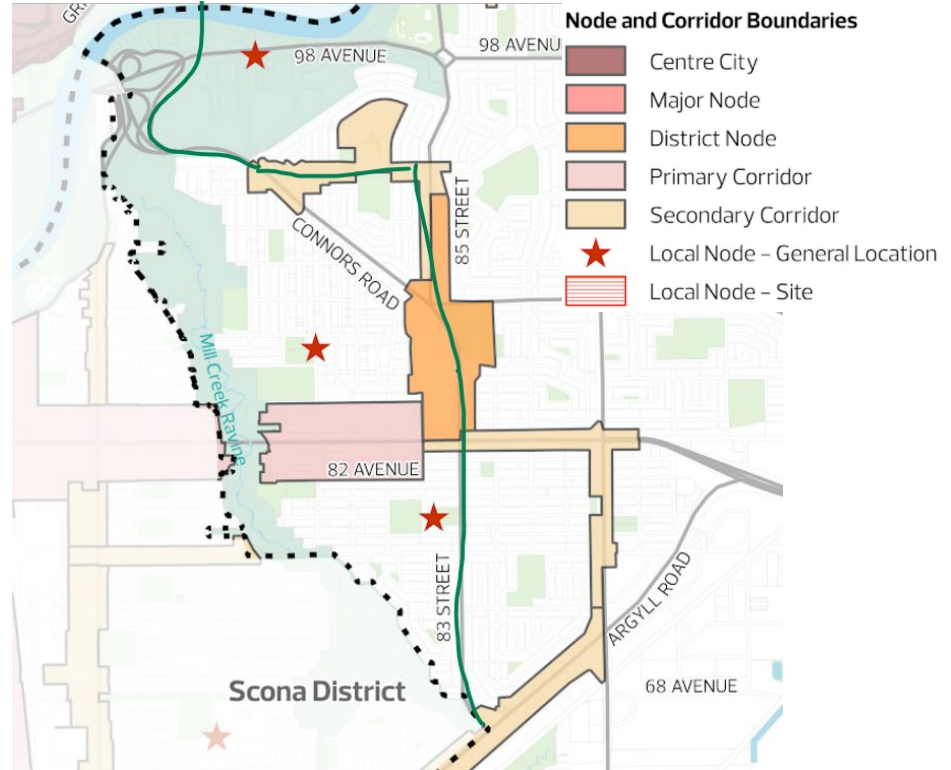 GR
98 AVENUE
98 AVENU
Node and Corridor Boundaries
Centre City
Major Node
District Node
Primary Corridor
Secondary Corridor
Local Node – General Location
Local Node – Site
85 STREET
CONNORS ROAD
Mill Creek Ravine
82 AVENUE
83 STREET
ARGYLL ROAD
68 AVENUE
Scona District